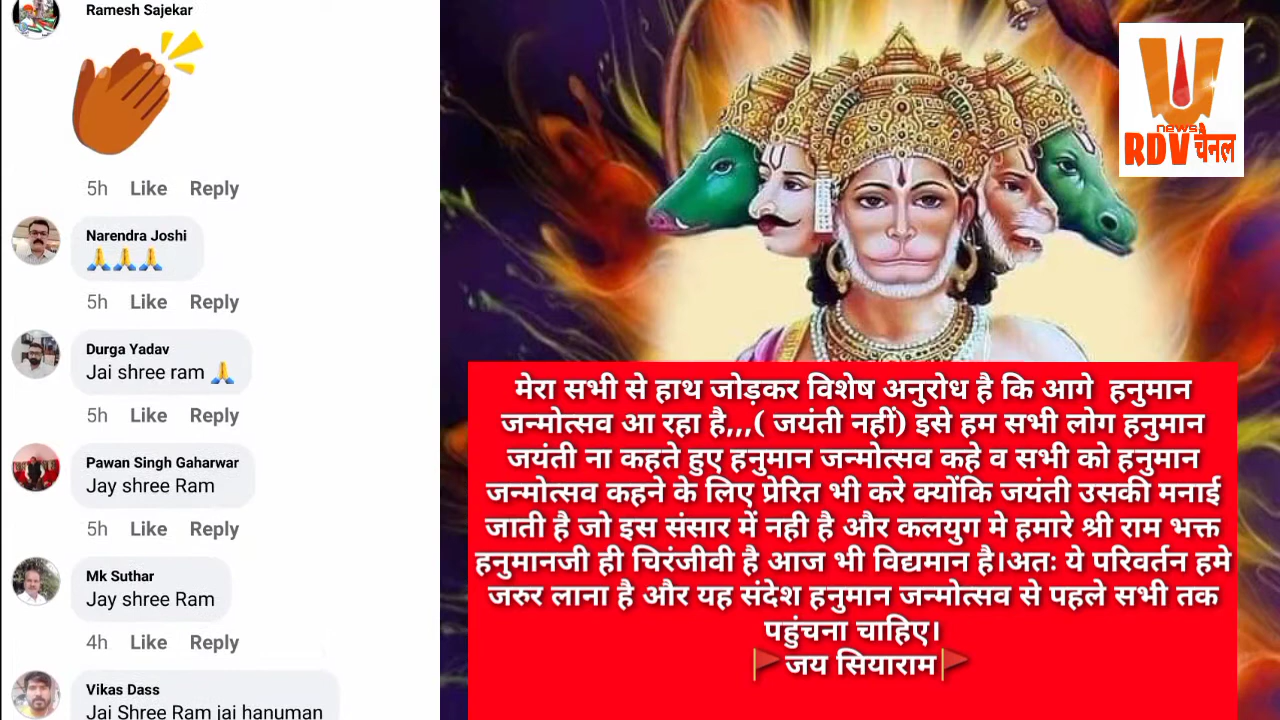 Ramesh Sajekar
5h Like Reply
Narendra Joshi
🙏🙏🙏
5h Like Reply
Durga Yadav
Jai shree ram 🙏
5h Like Reply
Pawan Singh Gaharwar
Jay shree Ram
5h Like Reply
Mk Suthar
Jay shree Ram
4h Like Reply
Vikas Dass
Jai Shree Ram jai hanuman
news
RDV चैनल
मेरा सभी से हाथ जोड़कर विशेष अनुरोध है कि आगे हनुमान
जन्मोत्सव आ रहा है,,,( जयंती नहीं) इसे हम सभी लोग हनुमान
जयंती ना कहते हुए हनुमान जन्मोत्सव कहे व सभी को हनुमान
जन्मोत्सव कहने के लिए प्रेरित भी करे क्योंकि जयंती उसकी मनाई
जाती है जो इस संसार में नही है और कलयुग मे हमारे श्री राम भक्त
हनुमानजी ही चिरंजीवी है आज भी विद्यमान है।अतः ये परिवर्तन हमे
जरुर लाना है और यह संदेश हनुमान जन्मोत्सव से पहले सभी तक
पहुंचना चाहिए।
🚩जय सियाराम🚩